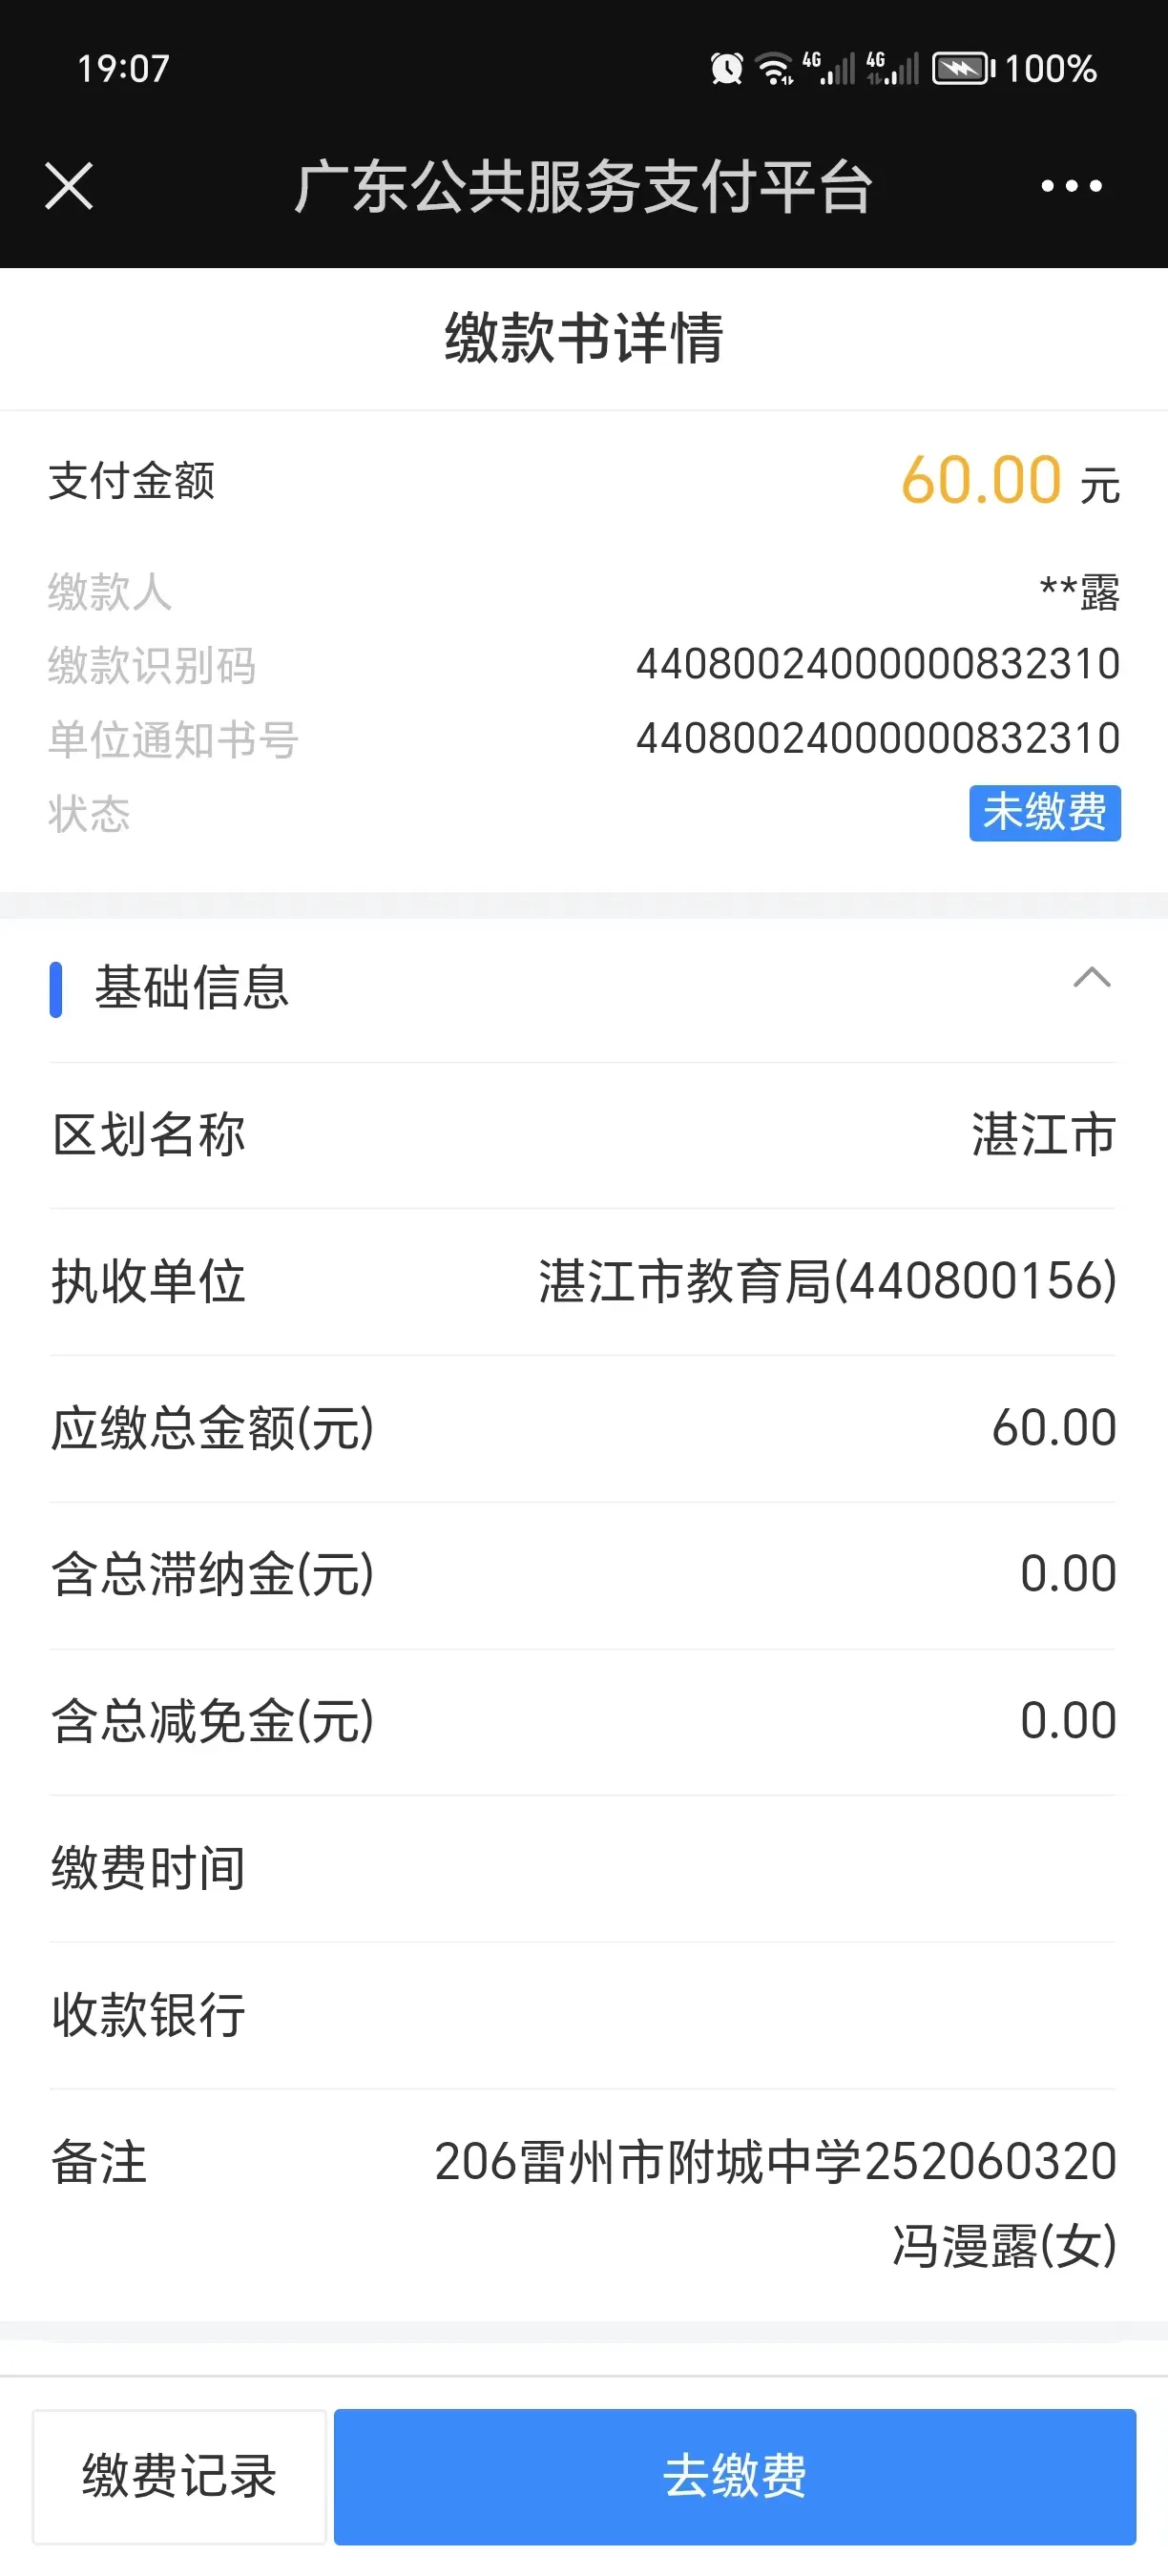 19:07 4G 4G 100%
广东公共服务支付平台
缴款书详情
支付金额 60.00 元
缴款人 **露
缴款识别码 44080024000000832310
单位通知书号 44080024000000832310
状态 未缴费
基础信息
区划名称 湛江市
执收单位 湛江市教育局(440800156)
应缴总金额(元) 60.00
含总滞纳金(元) 0.00
含总减免金(元) 0.00
缴费时间
收款银行
备注 206雷州市附城中学252060320
冯漫露(女)
缴费记录 去缴费